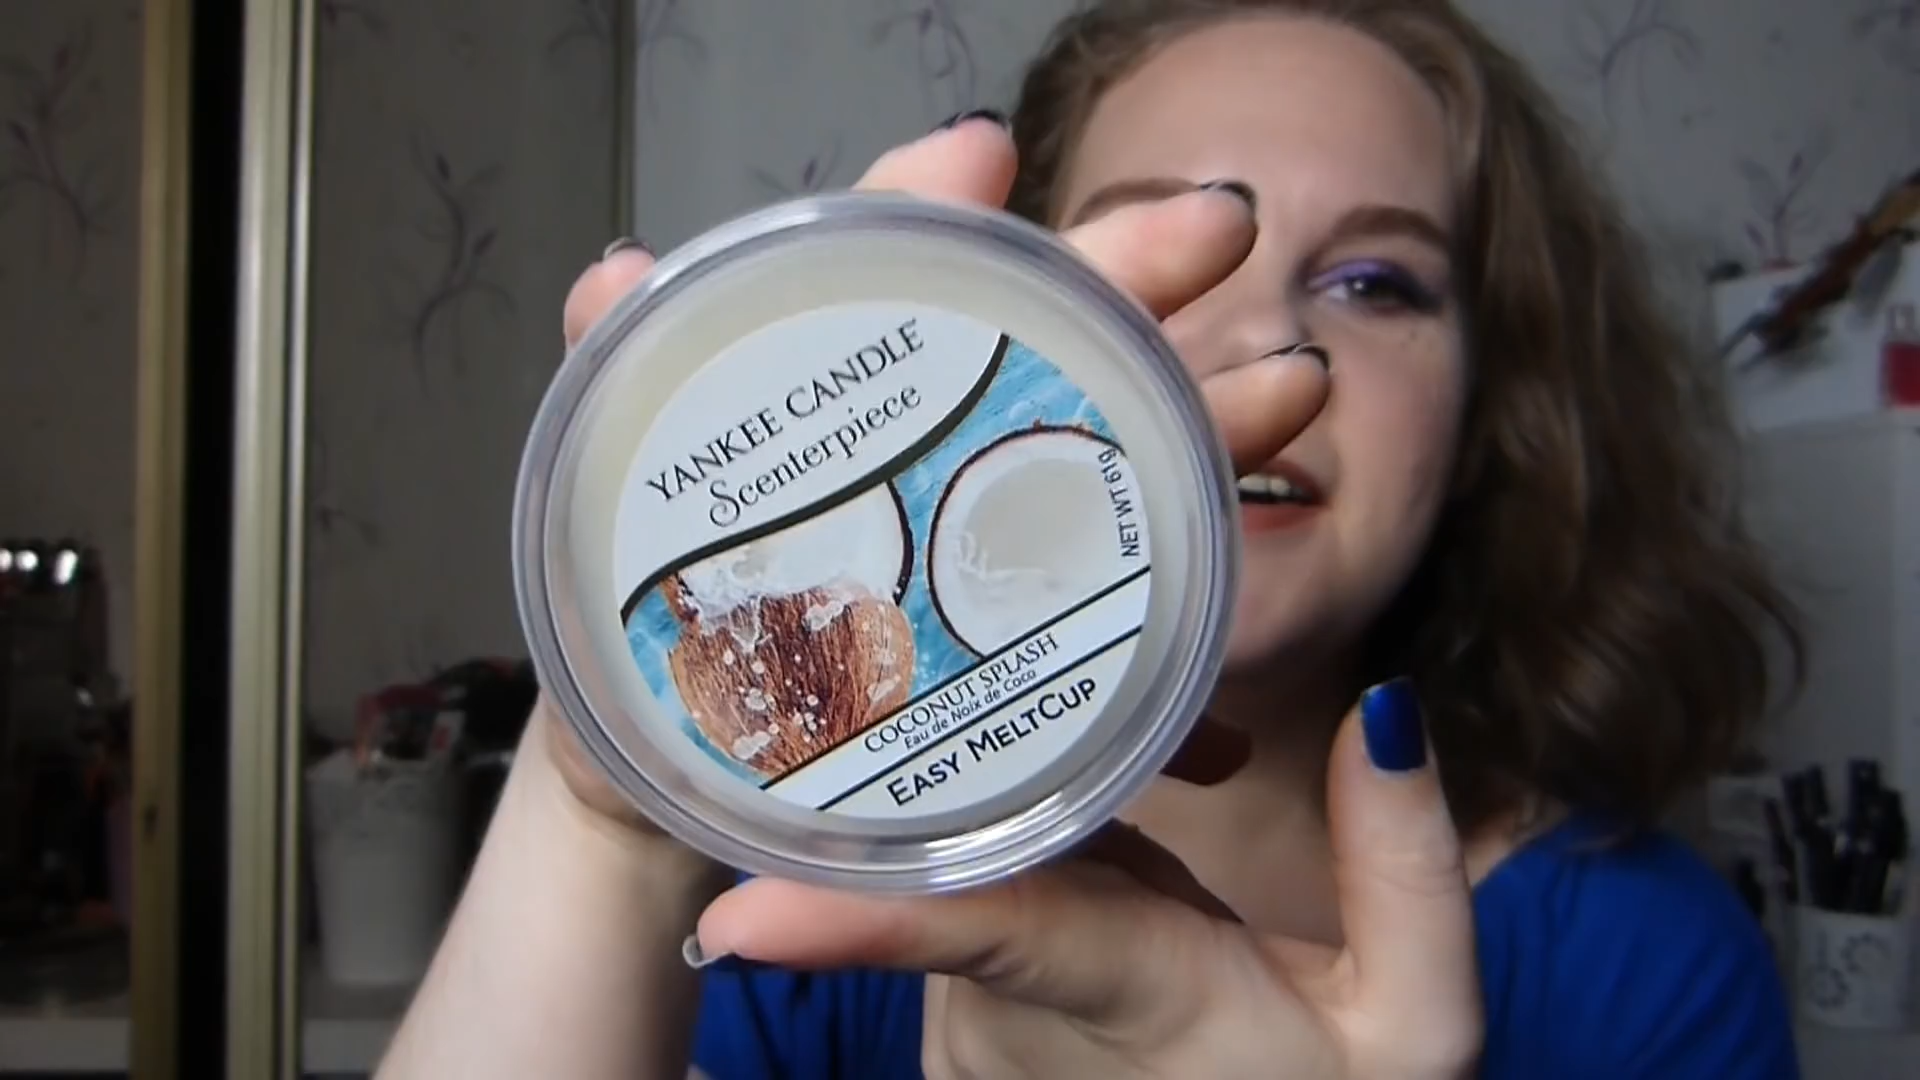 YANKEE CANDLE
Scenterpiece
NET WT 61g
COCONUT SPLASH
Eau de Noix de Coco
EASY MELTCUP